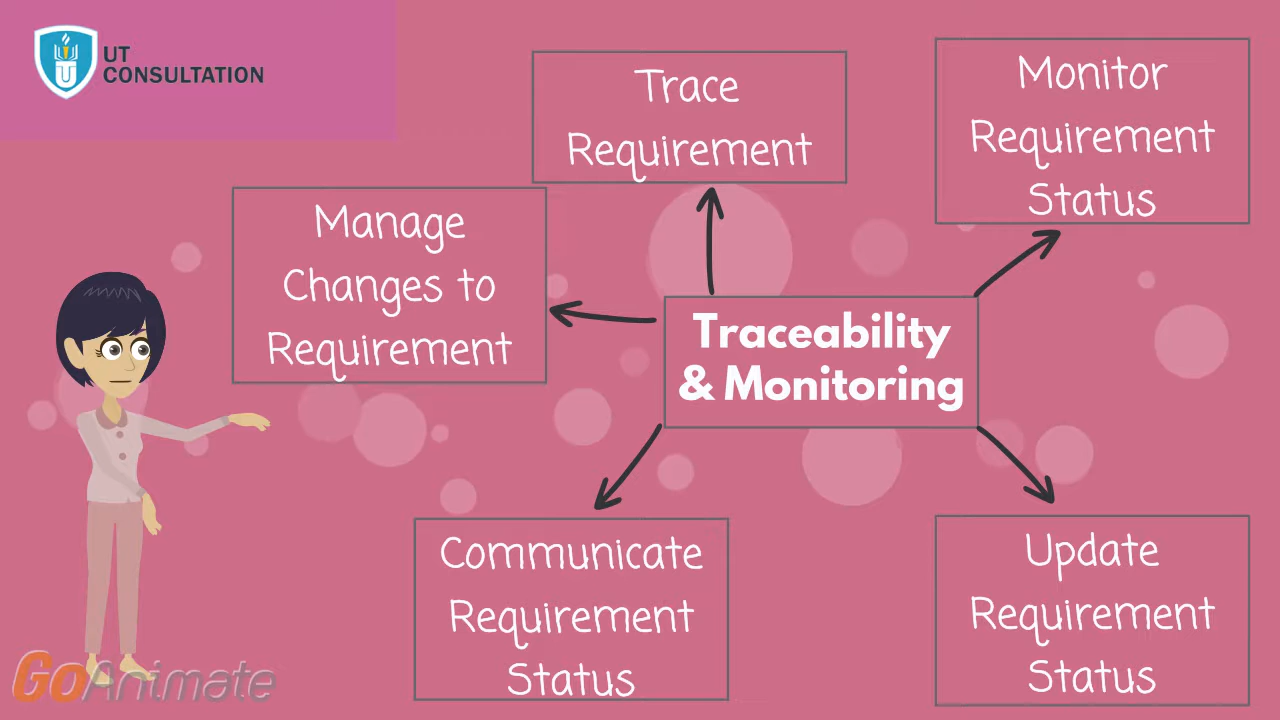 UT
CONSULTATION
Trace
Requirement
Monitor
Requirement
Status
Manage
Changes to
Requirement
Traceability
& Monitoring
Communicate
Requirement
Status
Update
Requirement
Status
GoAnimate